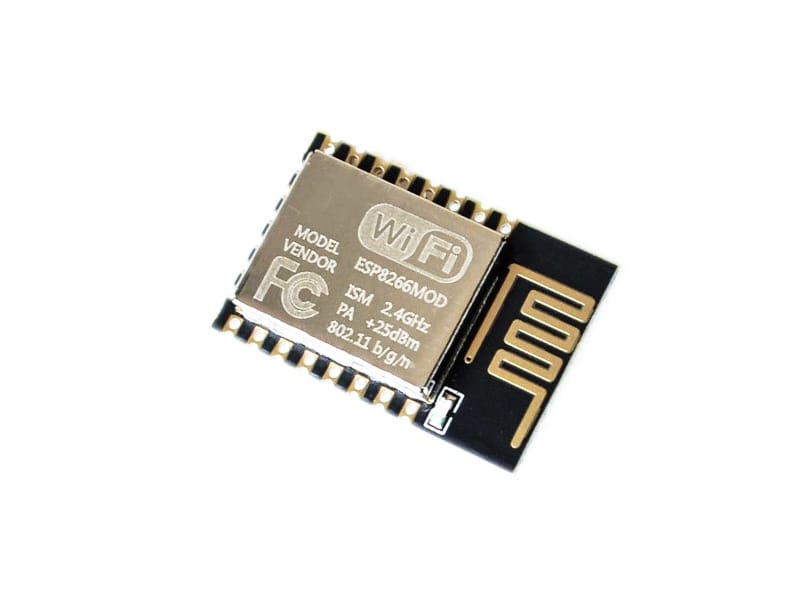 WiFi
MODEL ESP8266MOD
VENDOR
FC
ISM 2.4GHz
PA +25dBm
802.11 b/g/n